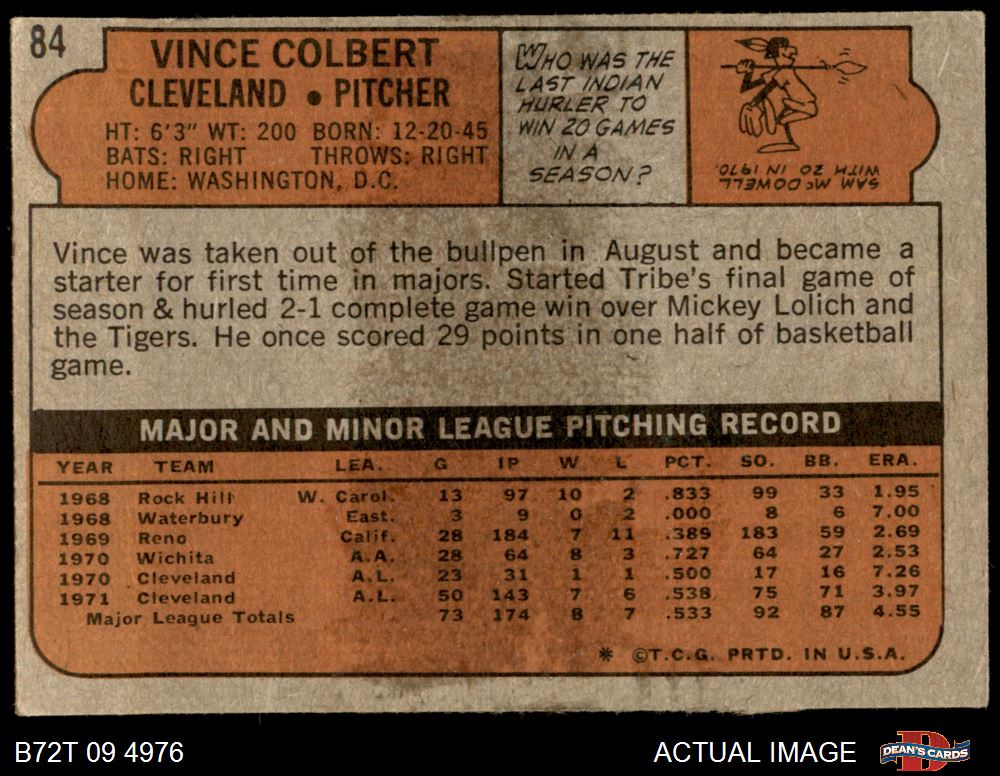 84
VINCE COLBERT
CLEVELAND • PITCHER
HT: 6'3" WT: 200 BORN: 12-20-45
BATS: RIGHT THROWS: RIGHT
HOME: WASHINGTON, D.C.
WHO WAS THE
LAST INDIAN
HURLER TO
WIN 20 GAMES
IN A
SEASON?
SAM McDOWELL
WITH 20 IN 1970.
Vince was taken out of the bullpen in August and became a
starter for first time in majors. Started Tribe's final game of
season & hurled 2-1 complete game win over Mickey Lolich and
the Tigers. He once scored 29 points in one half of basketball
game.
MAJOR AND MINOR LEAGUE PITCHING RECORD
YEAR TEAM LEA. G IP W L PCT. SO. BB. ERA.
1968 Rock Hill W. Carol. 13 97 10 2 .833 99 33 1.95
1968 Waterbury East. 3 9 0 2 .000 8 6 7.00
1969 Reno Calif. 28 184 7 11 .389 183 59 2.69
1970 Wichita A.A. 28 64 8 3 .727 64 27 2.53
1970 Cleveland A.L. 23 31 1 1 .500 17 16 7.26
1971 Cleveland A.L. 50 143 7 6 .538 75 71 3.97
Major League Totals 73 174 8 7 .533 92 87 4.55
* ©T.C.G. PRTD. IN U.S.A.
B72T 09 4976
ACTUAL IMAGE
DEAN'S CARDS